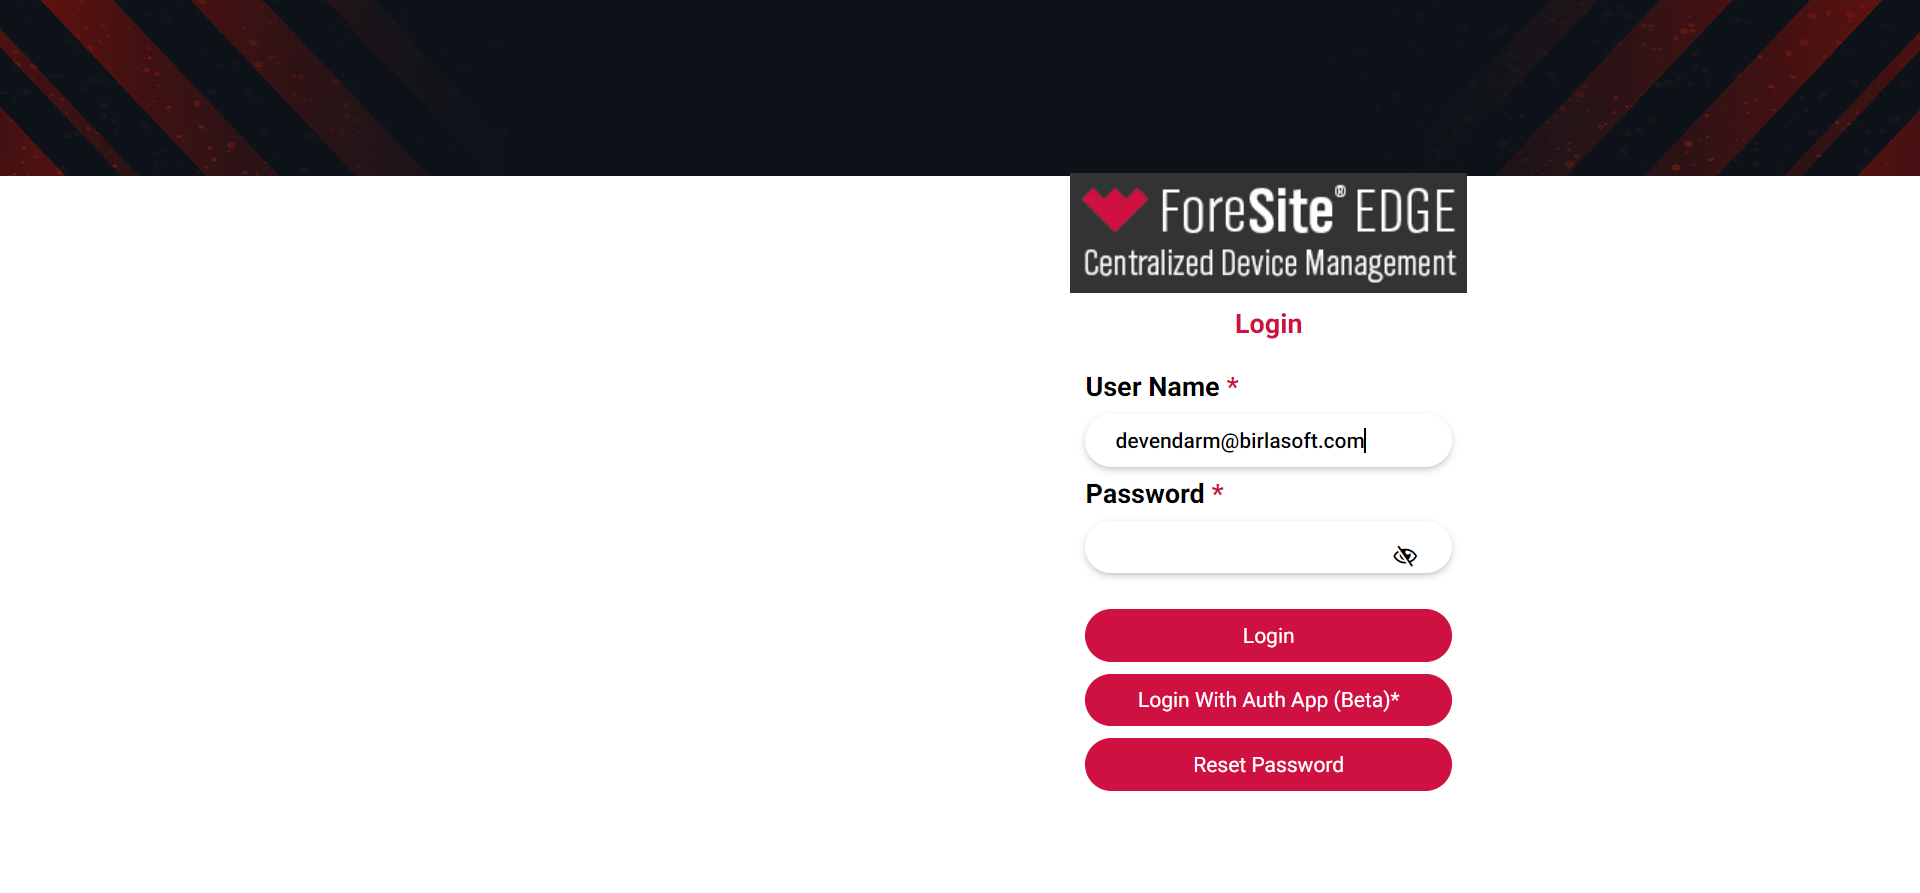 ForeSite® EDGE
Centralized Device Management
Login
User Name *
devendarm@birlasoft.com
Password *
Login
Login With Auth App (Beta)*
Reset Password